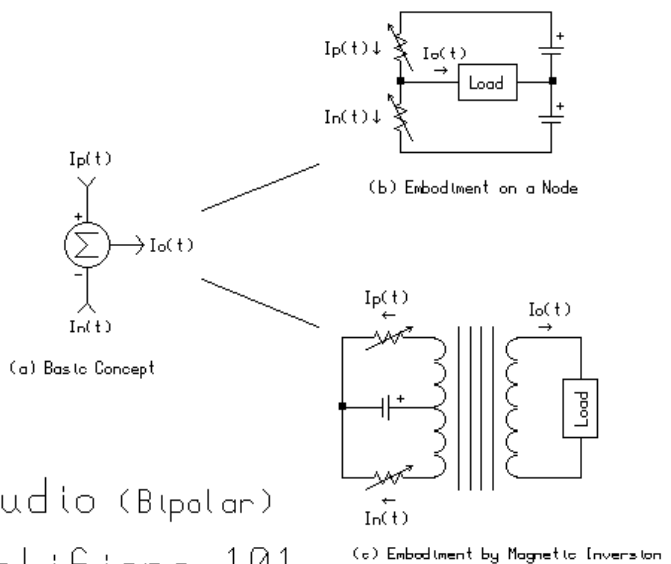 Ip(t)↓
Io(t)
→
Load
+
In(t)↓
+
(b) Embodiment on a Node
Ip(t)
+
Σ
Io(t)
−
In(t)
(a) Basic Concept
Ip(t)
←
Io(t)
→
+
Load
←
In(t)
(c) Embodiment by Magnetic Inversion
udio (Bipolar)
101